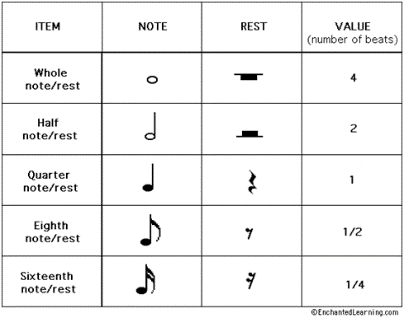 ITEM NOTE REST VALUE
(number of beats)
Whole
note/rest 4
Half
note/rest 2
Quarter
note/rest 1
Eighth
note/rest 1/2
Sixteenth
note/rest 1/4
©EnchantedLearning.com